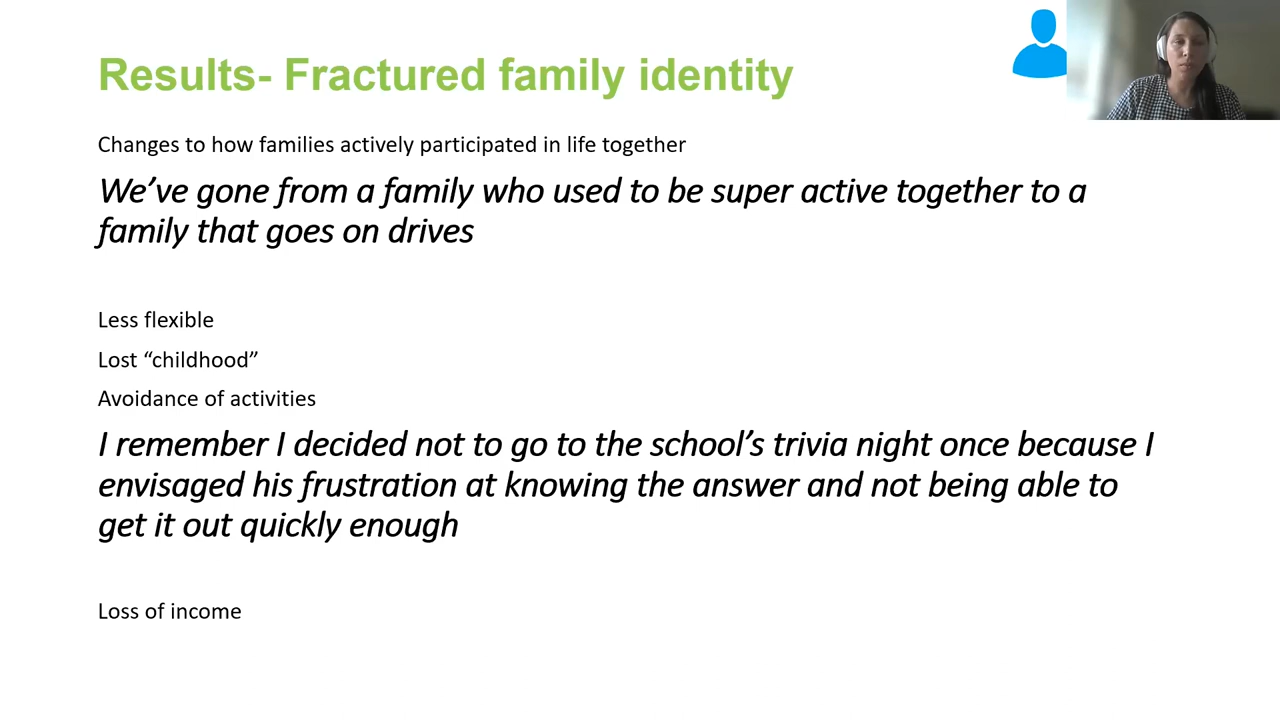 Results- Fractured family identity
Changes to how families actively participated in life together
We’ve gone from a family who used to be super active together to a
family that goes on drives
Less flexible
Lost “childhood”
Avoidance of activities
I remember I decided not to go to the school’s trivia night once because I
envisaged his frustration at knowing the answer and not being able to
get it out quickly enough
Loss of income